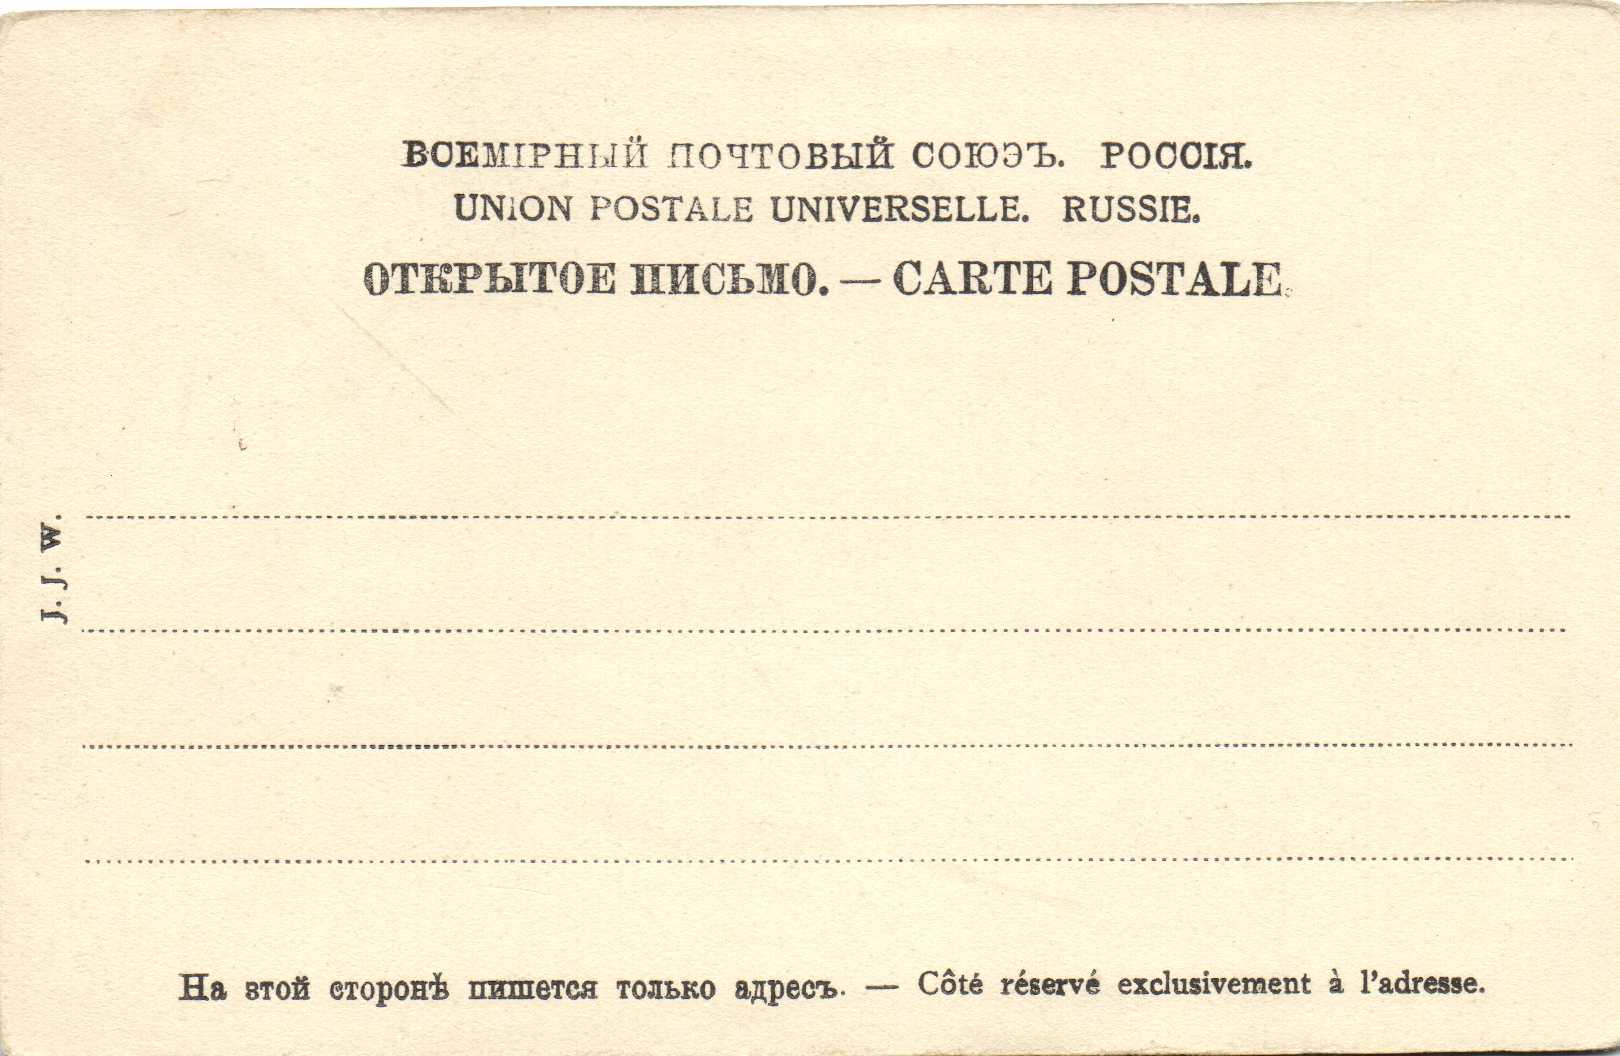 ВСЕМІРНЫЙ ПОЧТОВЫЙ СОЮЭЪ. РОССІЯ.
UNION POSTALE UNIVERSELLE. RUSSIE.
ОТКРЫТОЕ ПИСЬМО. — CARTE POSTALE.
J. J. W.
На этой сторонѣ пишется только адресъ. — Côté réservé exclusivement à l'adresse.